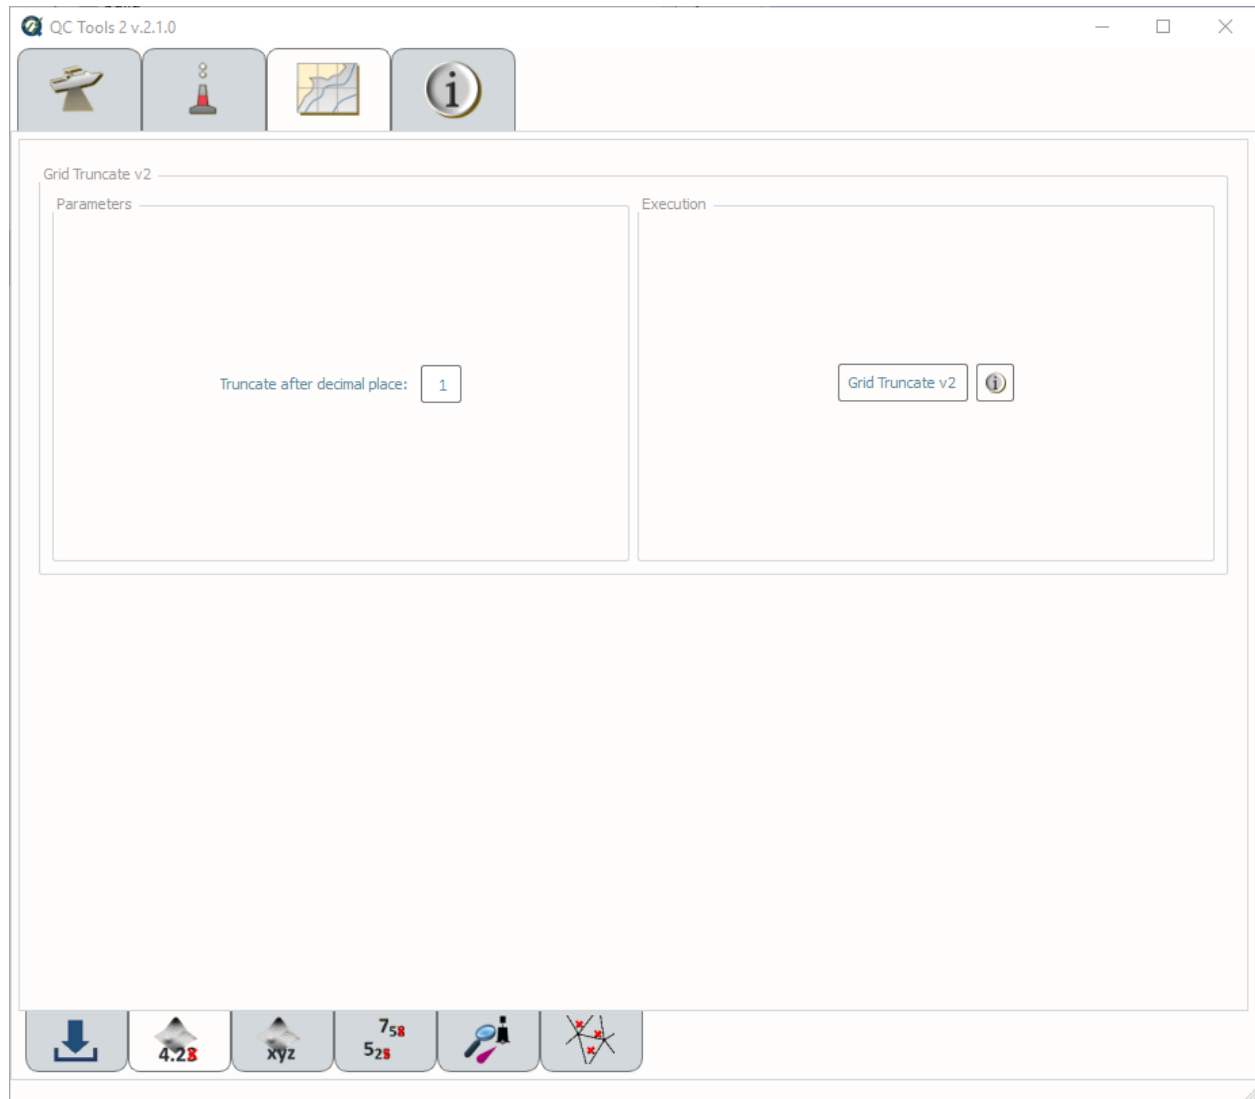 QC Tools 2 v.2.1.0
Grid Truncate v2
Parameters
Execution
Truncate after decimal place: 1
Grid Truncate v2
4.28
xyz
758
525